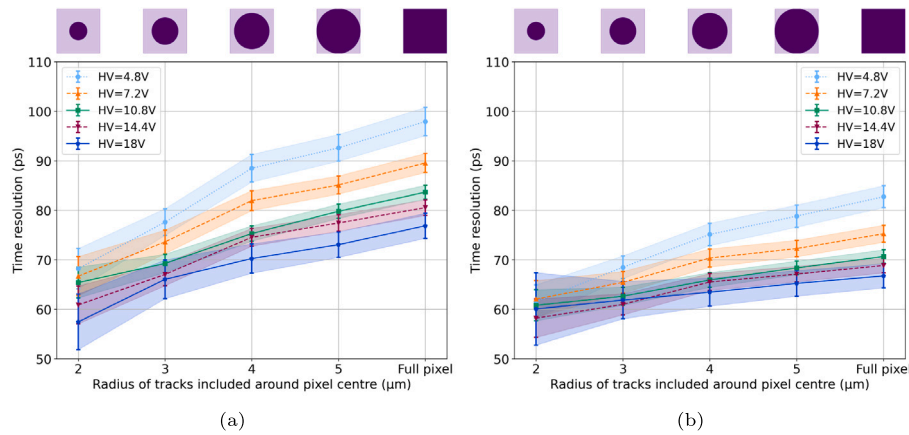 110
100
90
80
70
60
50
Time resolution (ps)
HV=4.8V
HV=7.2V
HV=10.8V
HV=14.4V
HV=18V
2
3
4
5
Full pixel
Radius of tracks included around pixel centre (μm)
(a)
110
100
90
80
70
60
50
Time resolution (ps)
HV=4.8V
HV=7.2V
HV=10.8V
HV=14.4V
HV=18V
2
3
4
5
Full pixel
Radius of tracks included around pixel centre (μm)
(b)